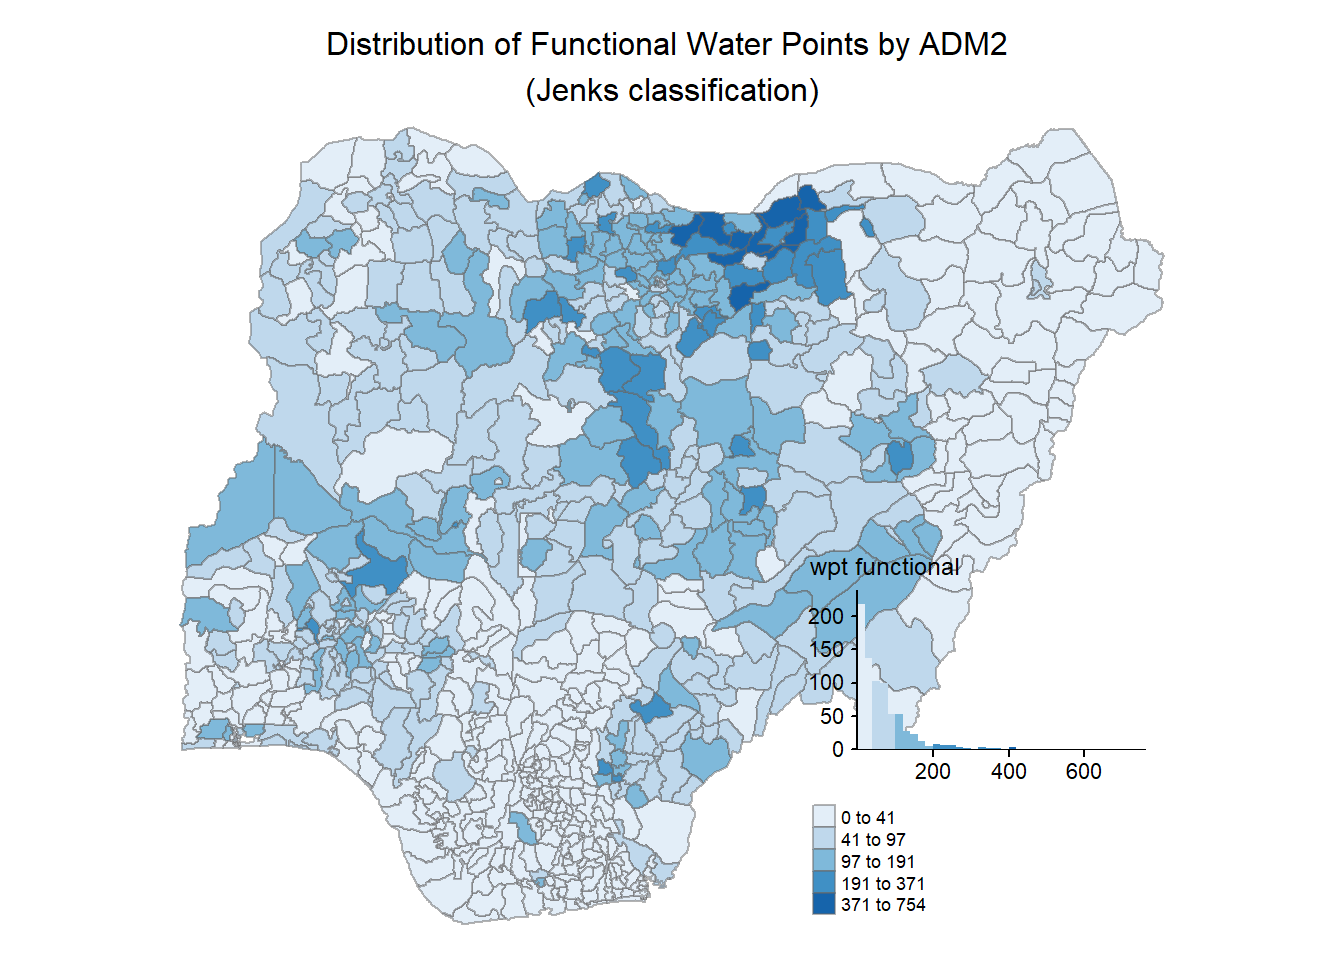 Distribution of Functional Water Points by ADM2
(Jenks classification)
wpt functional
200
150
100
50
0
200 400 600
0 to 41
41 to 97
97 to 191
191 to 371
371 to 754